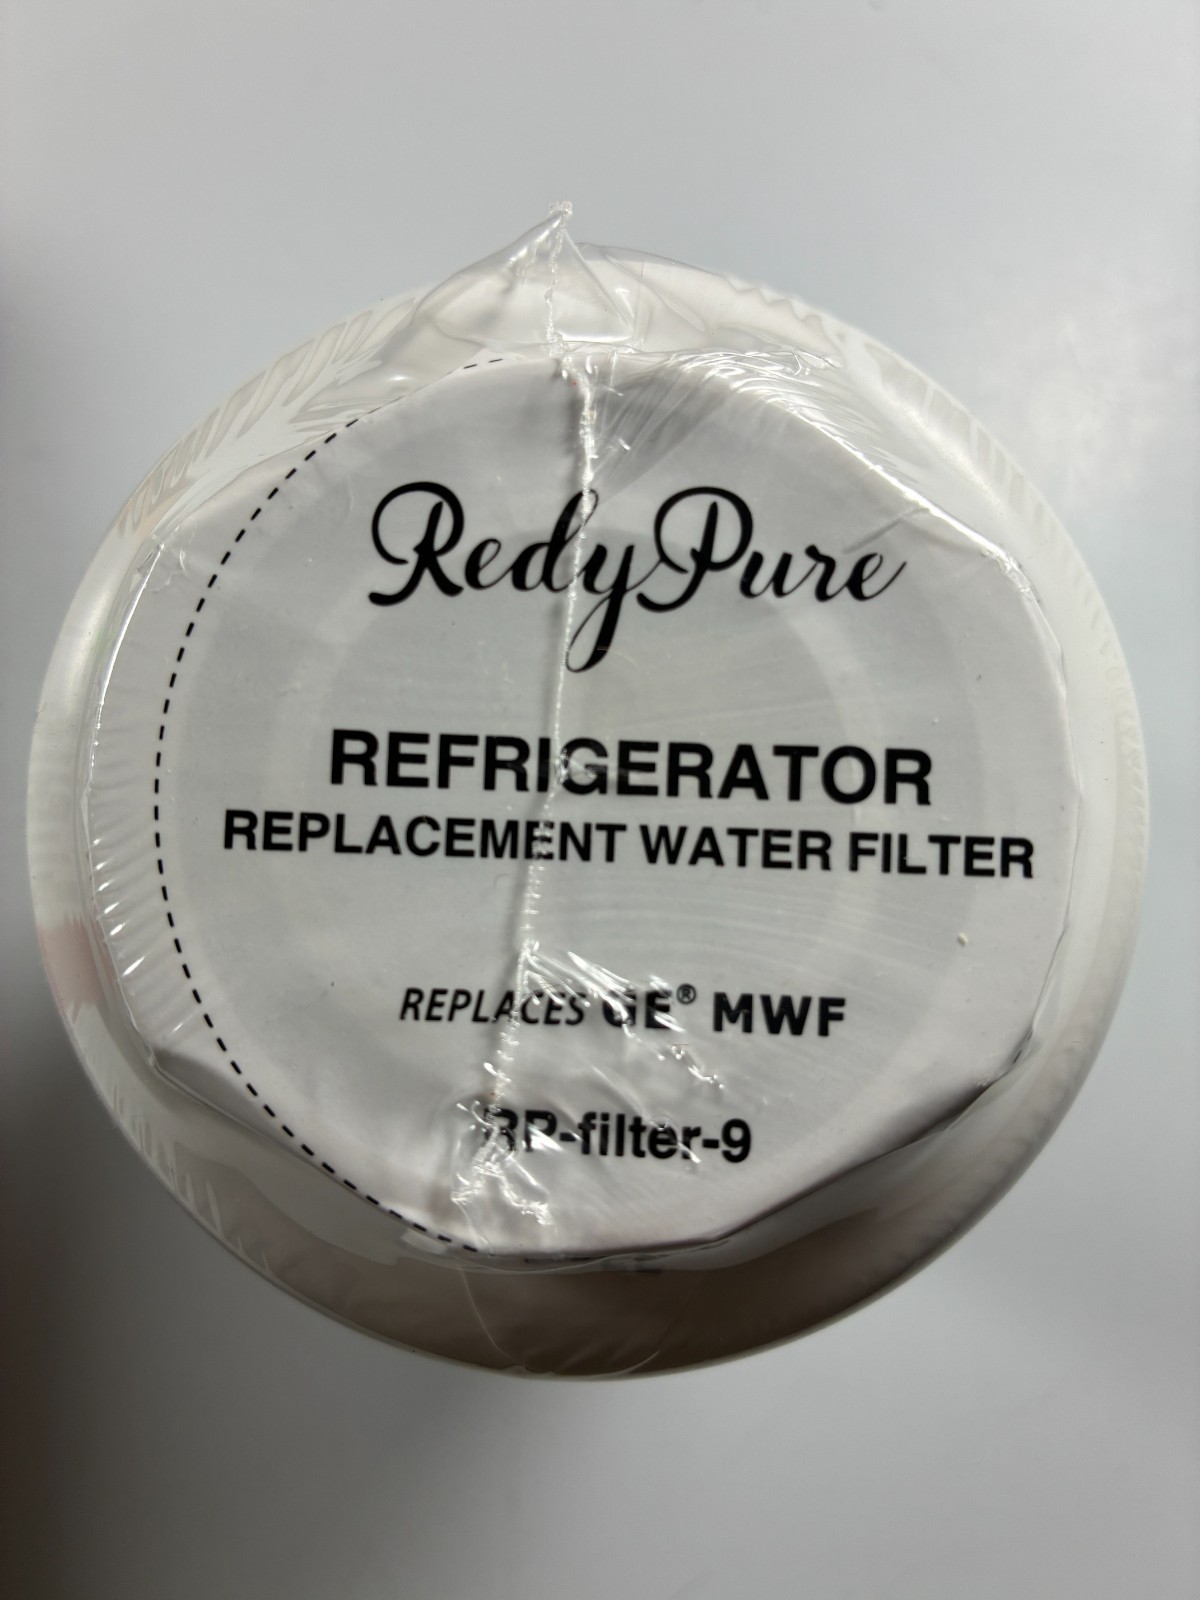 RedyPure
REFRIGERATOR
REPLACEMENT WATER FILTER
REPLACES GE® MWF
RP-filter-9